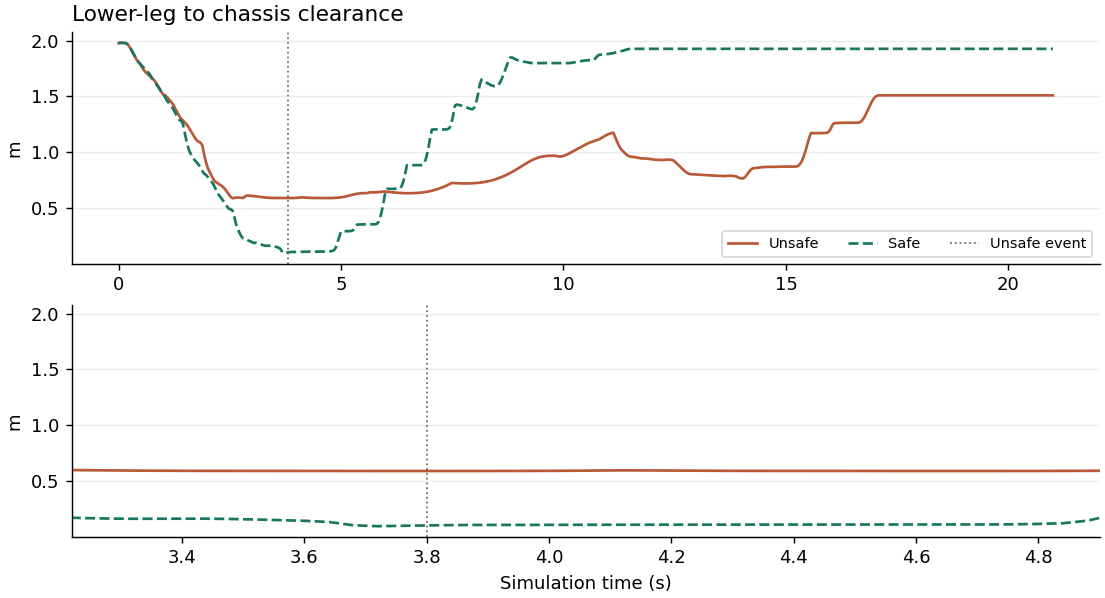 Lower-leg to chassis clearance
2.0
1.5
1.0
0.5
m
0 5 10 15 20
Unsafe Safe Unsafe event
2.0
1.5
1.0
0.5
m
3.4 3.6 3.8 4.0 4.2 4.4 4.6 4.8
Simulation time (s)